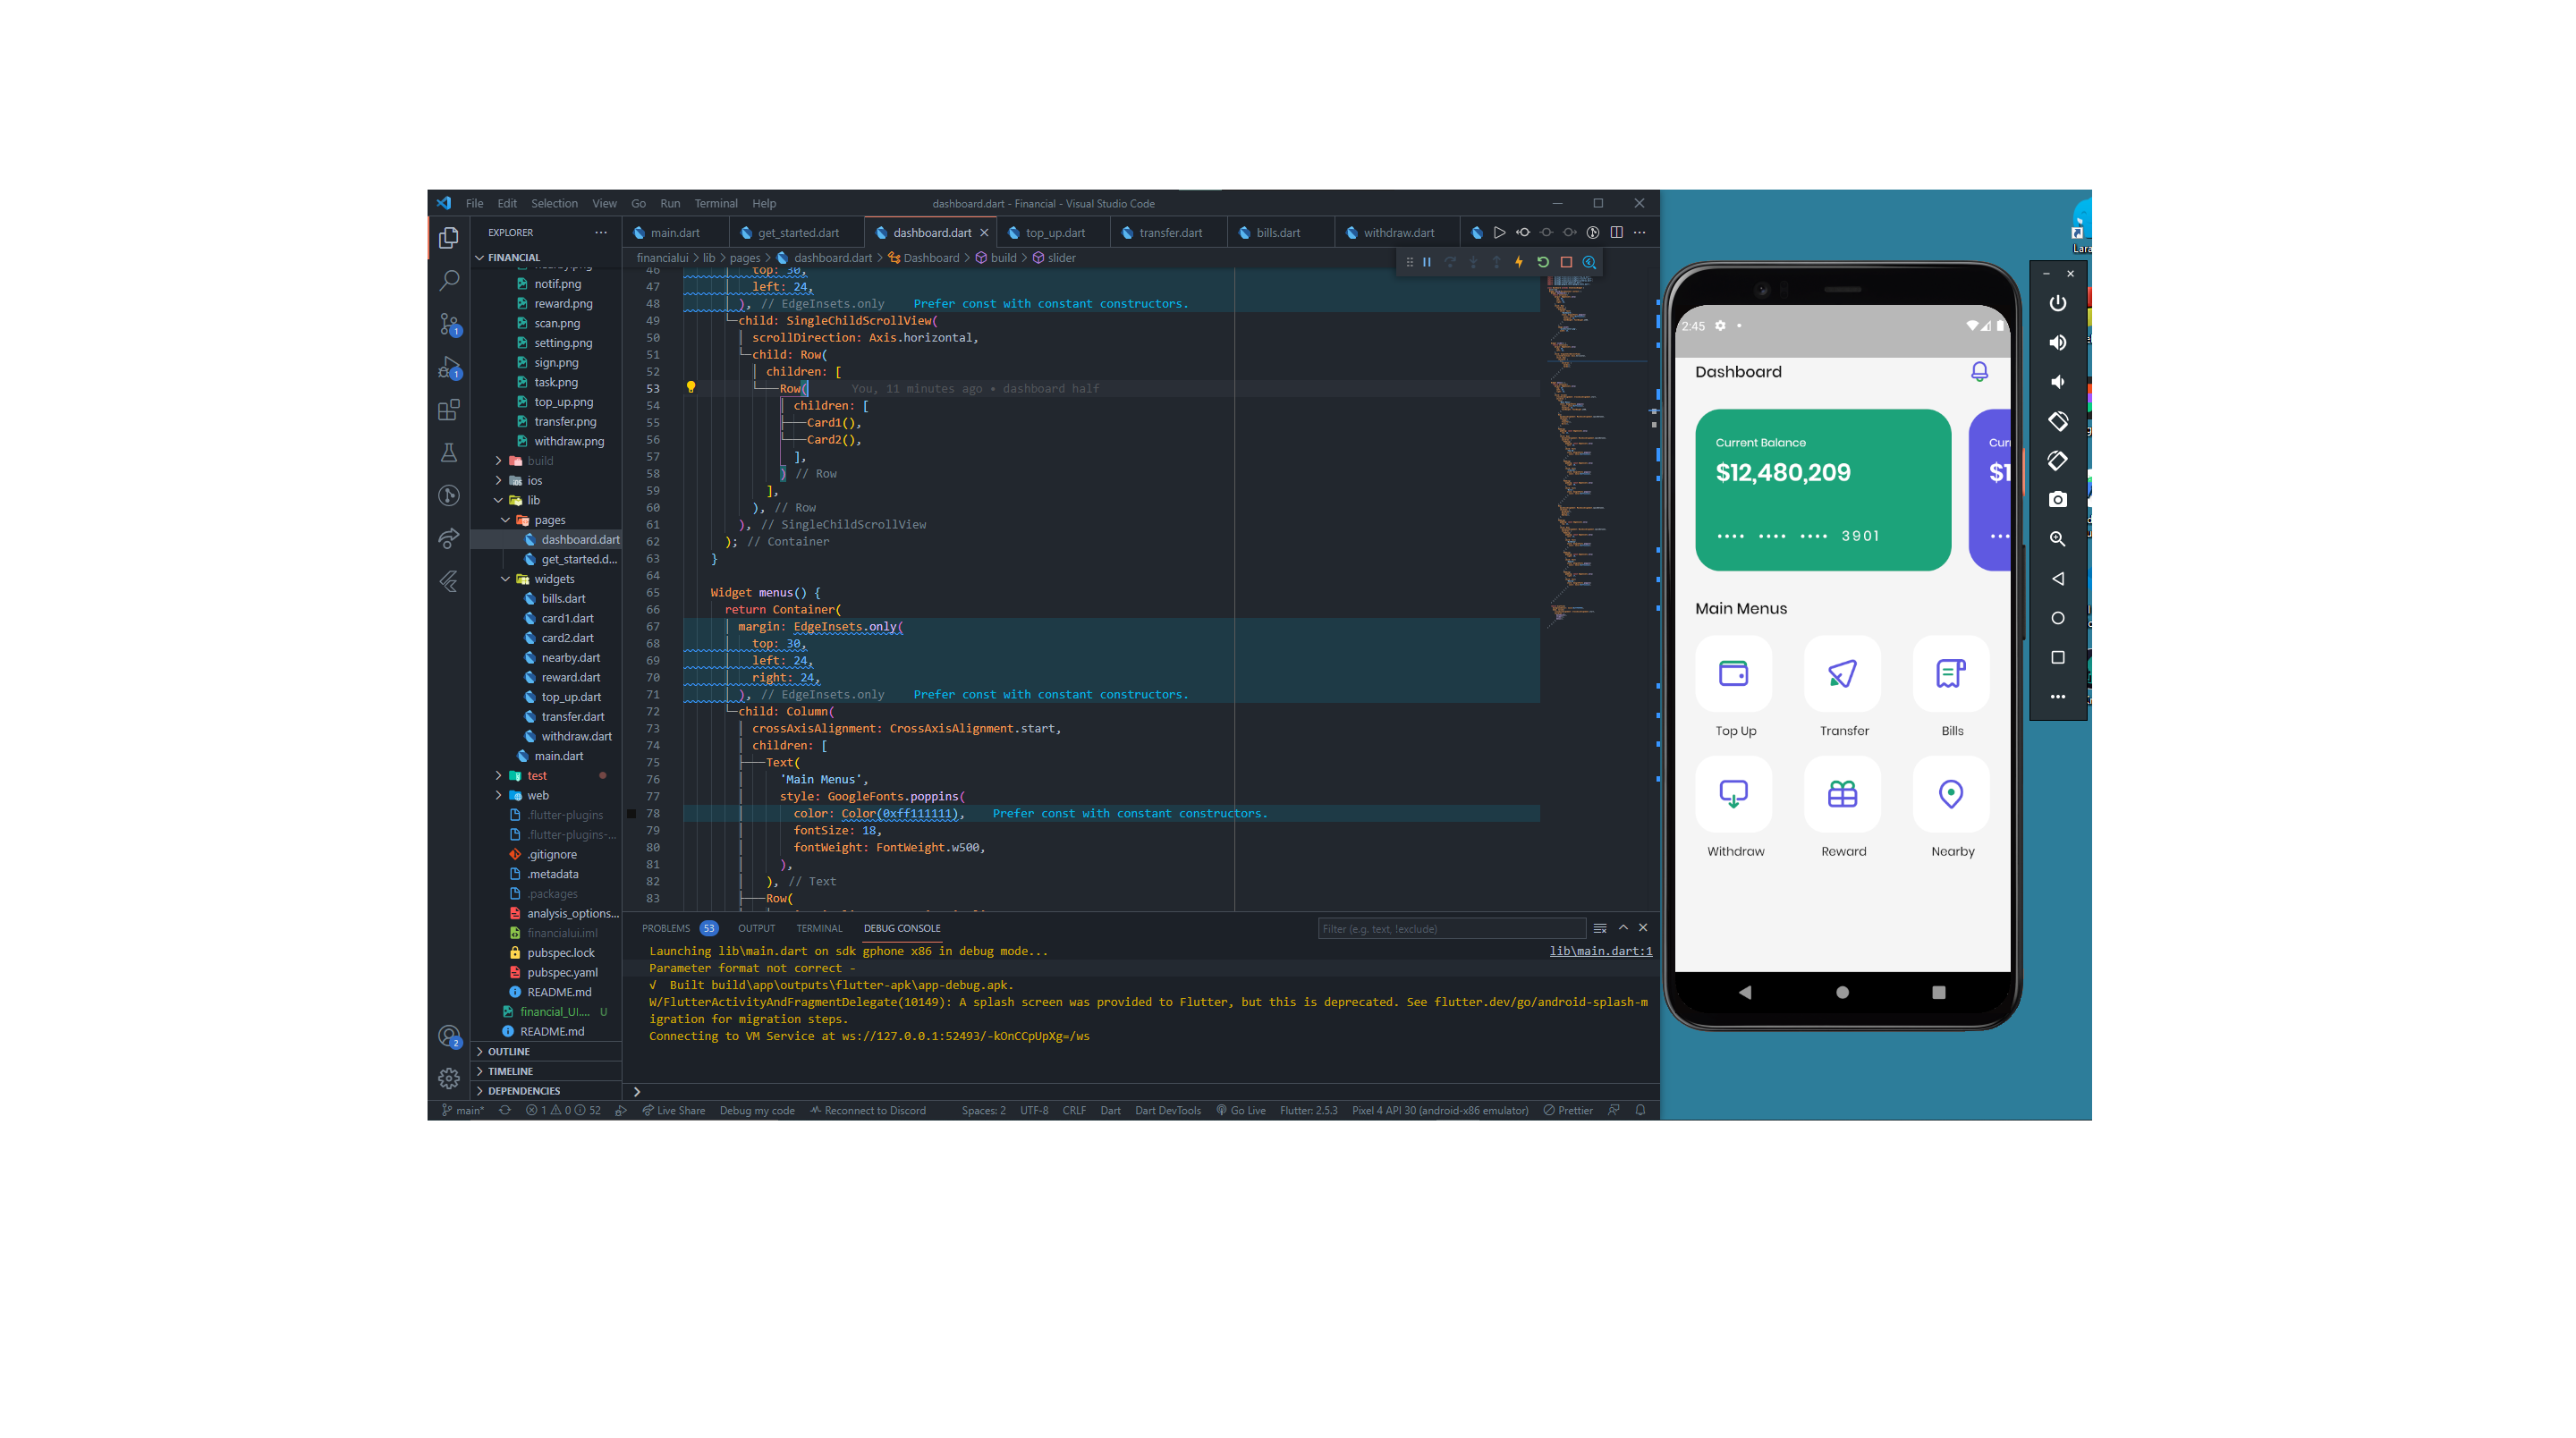 File Edit Selection View Go Run Terminal Help
dashboard.dart - Financial - Visual Studio Code
EXPLORER
FINANCIAL
notif.png
reward.png
scan.png
setting.png
sign.png
task.png
top_up.png
transfer.png
withdraw.png
build
ios
lib
pages
dashboard.dart
get_started.d...
widgets
bills.dart
card1.dart
card2.dart
nearby.dart
reward.dart
top_up.dart
transfer.dart
withdraw.dart
main.dart
test
web
.flutter-plugins
.flutter-plugins-...
.gitignore
.metadata
.packages
analysis_options...
financialui.iml
pubspec.lock
pubspec.yaml
README.md
financial_UI.... U
README.md
OUTLINE
TIMELINE
DEPENDENCIES
main.dart get_started.dart dashboard.dart top_up.dart transfer.dart bills.dart withdraw.dart
financialui > lib > pages > dashboard.dart > Dashboard > build > slider
46 top: 30,
47 left: 24,
48 ), // EdgeInsets.only Prefer const with constant constructors.
49 child: SingleChildScrollView(
50 scrollDirection: Axis.horizontal,
51 child: Row(
52 children: [
53 Row( You, 11 minutes ago • dashboard half
54 children: [
55 Card1(),
56 Card2(),
57 ],
58 ) // Row
59 ],
60 ), // Row
61 ), // SingleChildScrollView
62 ); // Container
63 }
64
65 Widget menus() {
66 return Container(
67 margin: EdgeInsets.only(
68 top: 30,
69 left: 24,
70 right: 24,
71 ), // EdgeInsets.only Prefer const with constant constructors.
72 child: Column(
73 crossAxisAlignment: CrossAxisAlignment.start,
74 children: [
75 Text(
76 'Main Menus',
77 style: GoogleFonts.poppins(
78 color: Color(0xff111111), Prefer const with constant constructors.
79 fontSize: 18,
80 fontWeight: FontWeight.w500,
81 ),
82 ), // Text
83 Row(
PROBLEMS 53 OUTPUT TERMINAL DEBUG CONSOLE
Filter (e.g. text, !exclude)
Launching lib\main.dart on sdk gphone x86 in debug mode...
lib\main.dart:1
Parameter format not correct -
√ Built build\app\outputs\flutter-apk\app-debug.apk.
W/FlutterActivityAndFragmentDelegate(10149): A splash screen was provided to Flutter, but this is deprecated. See flutter.dev/go/android-splash-m
igration for migration steps.
Connecting to VM Service at ws://127.0.0.1:52493/-kOnCCpUpXg=/ws
1
1
2
main* 1 0 52 Live Share Debug my code Reconnect to Discord Spaces: 2 UTF-8 CRLF Dart Dart DevTools Go Live Flutter: 2.5.3 Pixel 4 API 30 (android-x86 emulator) Prettier
2:45
Dashboard
Current Balance
$12,480,209
•••• •••• •••• 3901
Cur
$1
Main Menus
Top Up Transfer Bills
Withdraw Reward Nearby
Lara